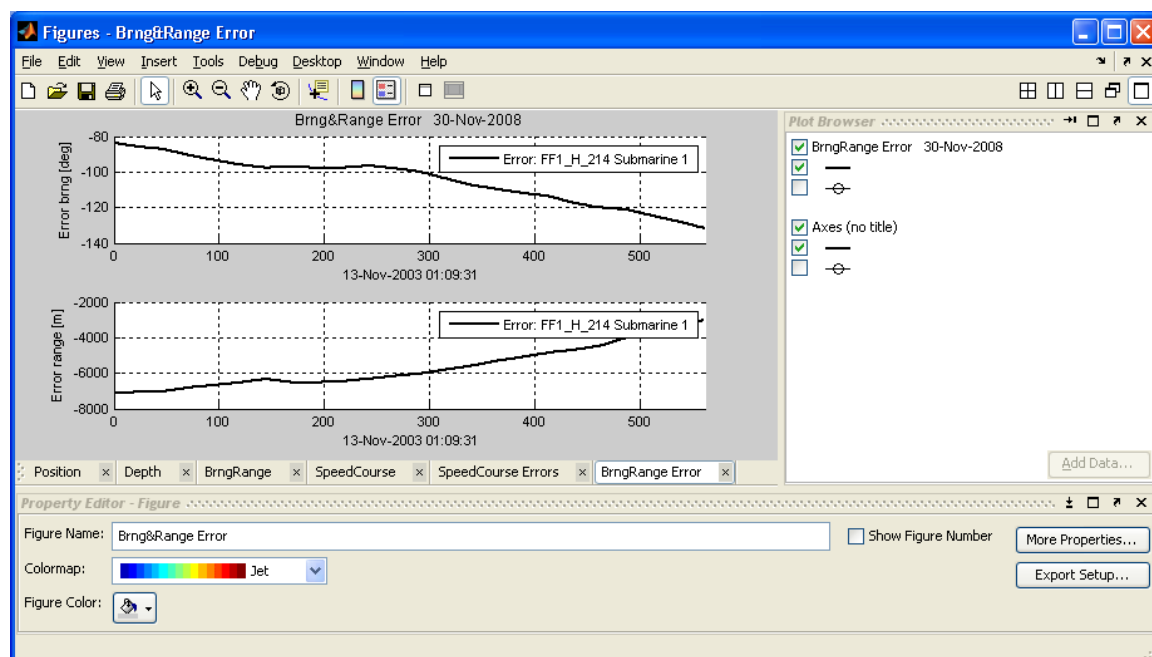 Figures - Brng&Range Error
File Edit View Insert Tools Debug Desktop Window Help
Brng&Range Error 30-Nov-2008
Error brng [deg]
-80
-100
-120
-140
Error: FF1_H_214 Submarine 1
0 100 200 300 400 500
13-Nov-2003 01:09:31
Error range [m]
-2000
-4000
-6000
-8000
Error: FF1_H_214 Submarine 1
0 100 200 300 400 500
13-Nov-2003 01:09:31
Position Depth BrngRange SpeedCourse SpeedCourse Errors BrngRange Error
Plot Browser
BrngRange Error 30-Nov-2008
Axes (no title)
Add Data...
Property Editor - Figure
Figure Name: Brng&Range Error
Show Figure Number
More Properties...
Colormap: Jet
Export Setup...
Figure Color: